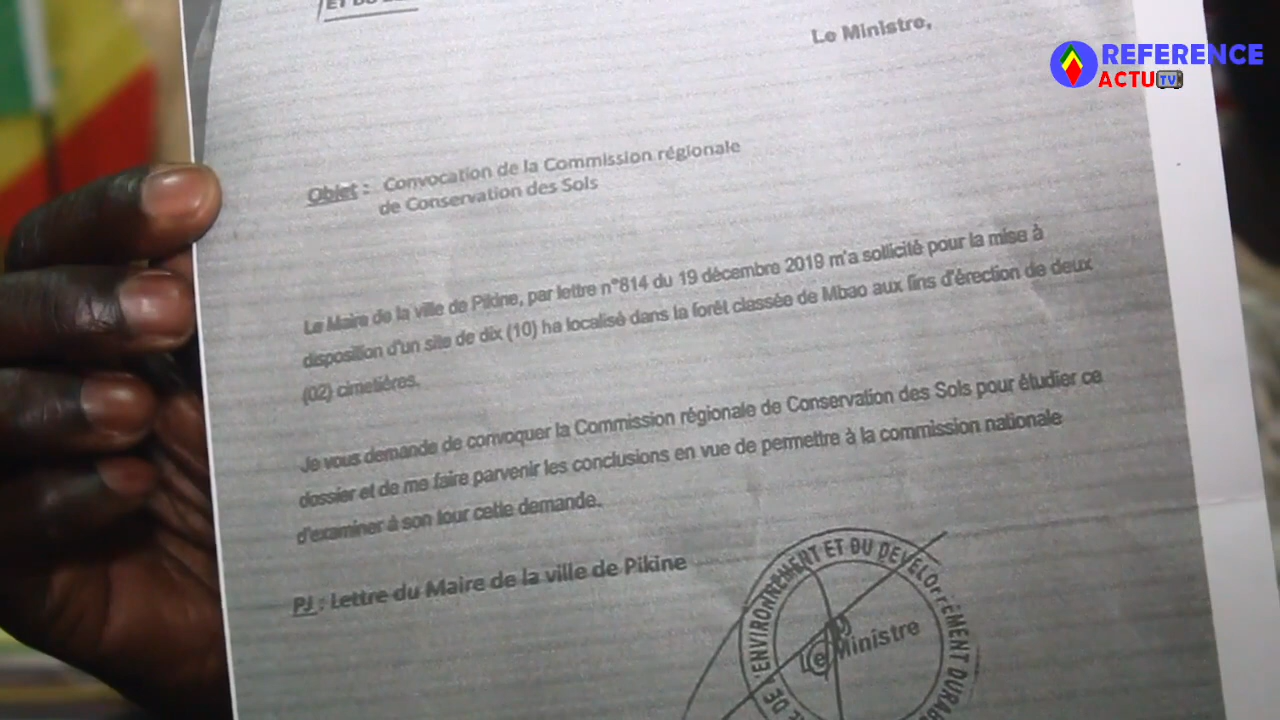 ET DU
Le Ministre,
REFERENCE
ACTU TV
Objet : Convocation de la Commission régionale
de Conservation des Sols
Le Maire de la ville de Pikine, par lettre n°814 du 19 décembre 2019 m'a sollicité pour la mise à
disposition d'un site de dix (10) ha localisé dans la forêt classée de Mbao aux fins d'érection de deux
(02) cimetières.
Je vous demande de convoquer la Commission régionale de Conservation des Sols pour étudier ce
dossier et de me faire parvenir les conclusions en vue de permettre à la commission nationale
d'examiner à son tour cette demande.
PJ : Lettre du Maire de la ville de Pikine
DE L'ENVIRONNEMENT ET DU DEVELOPPEMENT DURAB
Le Ministre